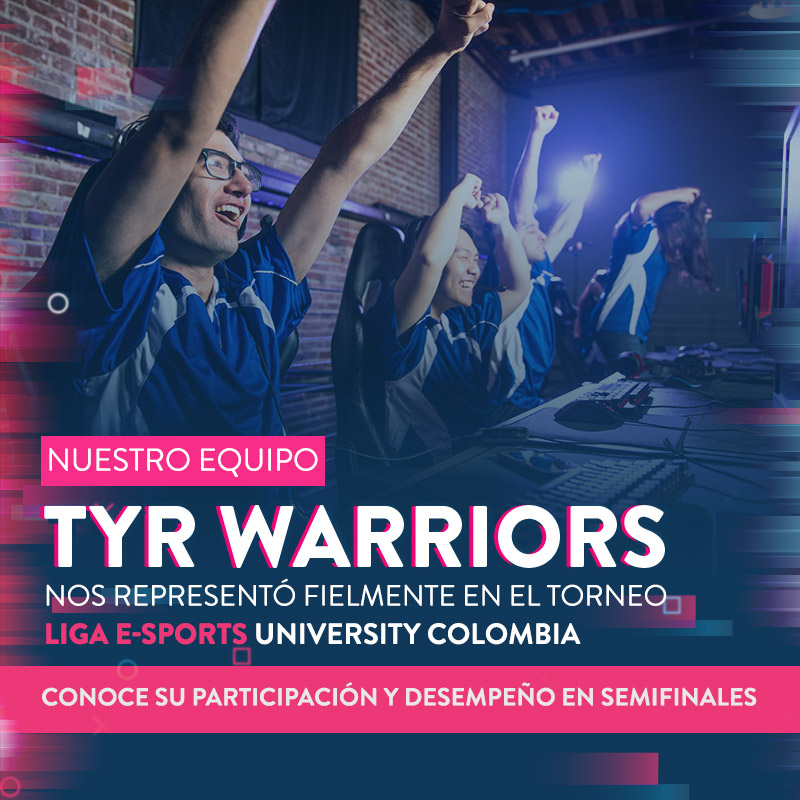 NUESTRO EQUIPO
TYR WARRIORS
NOS REPRESENTÓ FIELMENTE EN EL TORNEO
LIGA E-SPORTS UNIVERSITY COLOMBIA
CONOCE SU PARTICIPACIÓN Y DESEMPEÑO EN SEMIFINALES